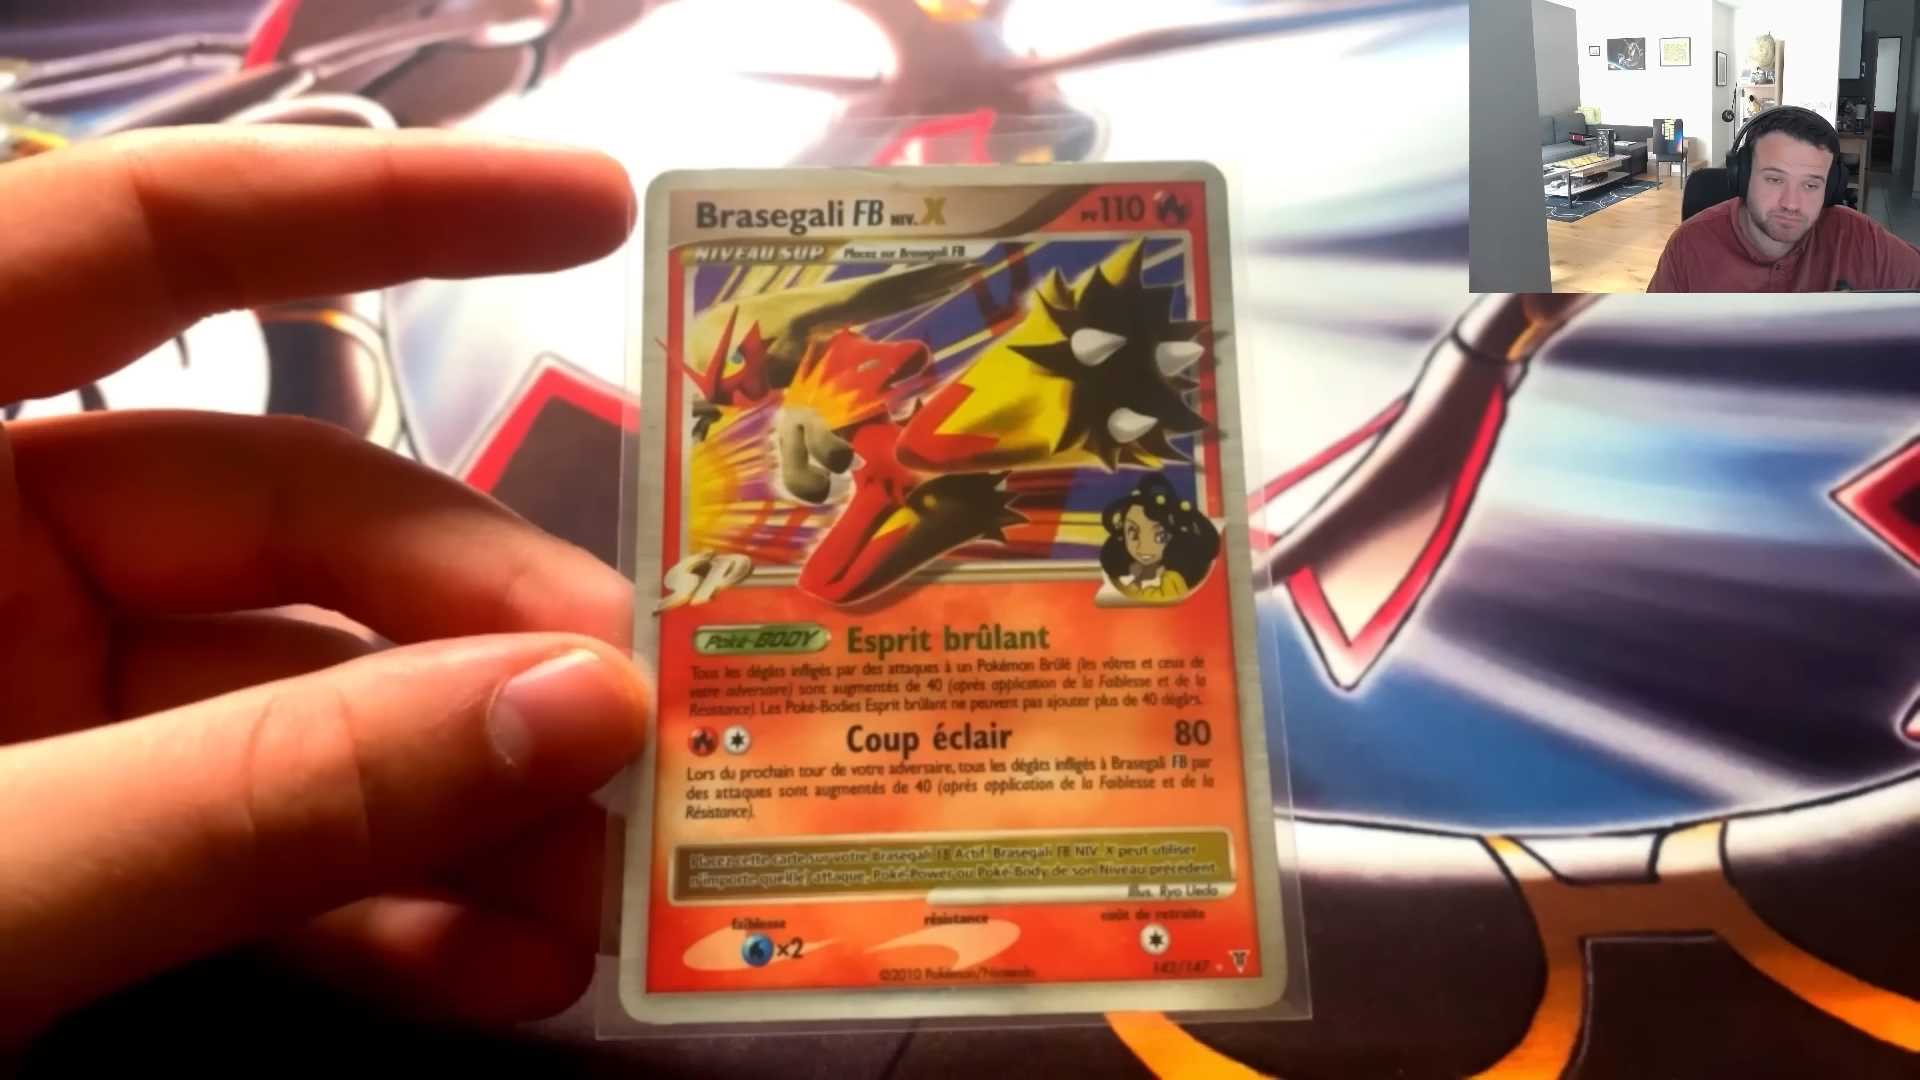 Brasegali FB NIV.X
PV110
NIVEAU SUP Placez sur Brasegali FB
SP
Poké-BODY Esprit brûlant
Tous les dégâts infligés par des attaques à un Pokémon Brûlé (les vôtres et ceux de
votre adversaire) sont augmentés de 40 (après application de la Faiblesse et de la
Résistance). Les Poké-Bodies Esprit brûlant ne peuvent pas ajouter plus de 40 dégâts.
Coup éclair 80
Lors du prochain tour de votre adversaire, tous les dégâts infligés à Brasegali FB par
des attaques sont augmentés de 40 (après application de la Faiblesse et de la
Résistance).
Placez cette carte sur votre Brasegali FB Actif. Brasegali FB NIV. X peut utiliser
n'importe quel(le) attaque, Poké-Power ou Poké-Body de son Niveau précédent.
Illus. Ryo Ueda
faiblesse résistance coût de retraite
×2
©2010 Pokémon/Nintendo
142/147